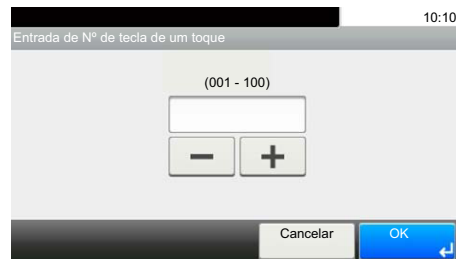 10:10
Entrada de Nº de tecla de um toque
(001 - 100)
Cancelar
OK